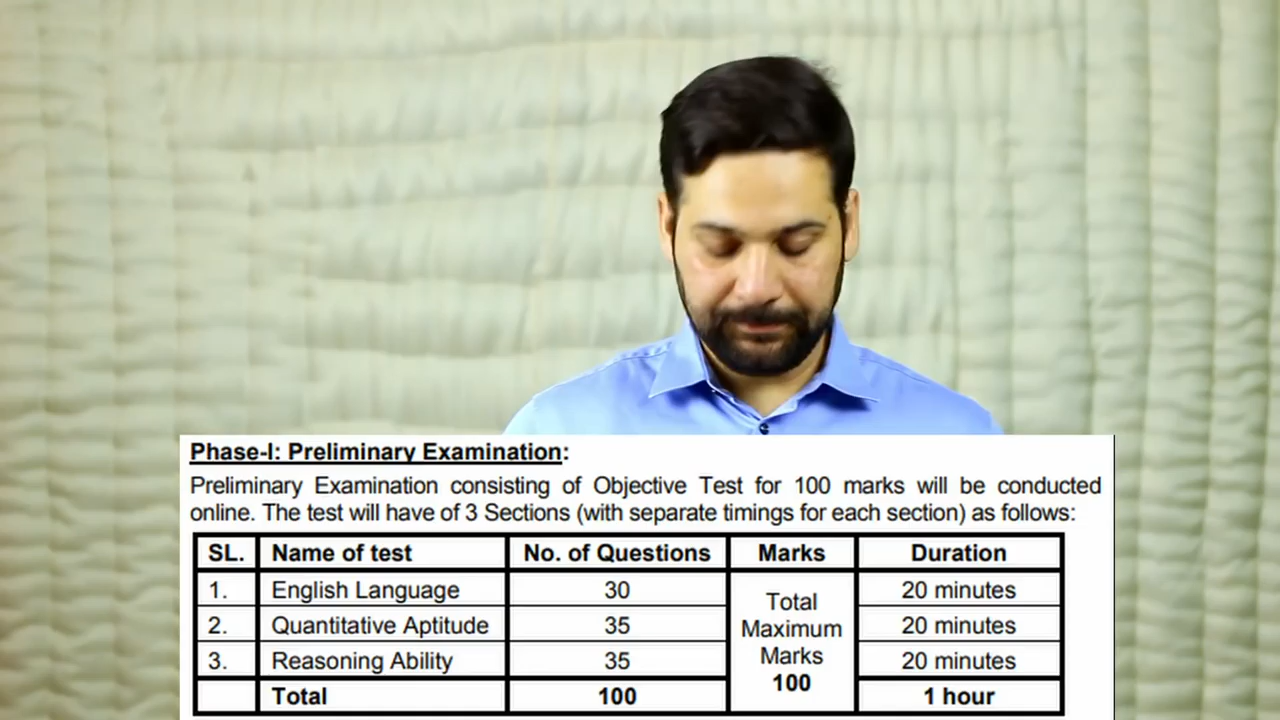 Phase-I: Preliminary Examination:
Preliminary Examination consisting of Objective Test for 100 marks will be conducted
online. The test will have of 3 Sections (with separate timings for each section) as follows:
SL. Name of test No. of Questions Marks Duration
1. English Language 30 Total Maximum Marks 100 20 minutes
2. Quantitative Aptitude 35 20 minutes
3. Reasoning Ability 35 20 minutes
Total 100 1 hour